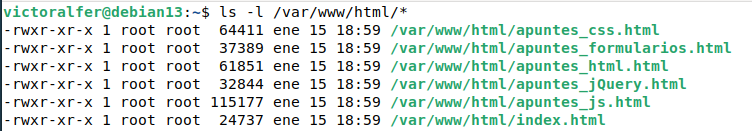 victoralfer@debian13:~$ ls -l /var/www/html/*
-rwxr-xr-x 1 root root  64411 ene 15 18:59 /var/www/html/apuntes_css.html
-rwxr-xr-x 1 root root  37389 ene 15 18:59 /var/www/html/apuntes_formularios.html
-rwxr-xr-x 1 root root  61851 ene 15 18:59 /var/www/html/apuntes_html.html
-rwxr-xr-x 1 root root  32844 ene 15 18:59 /var/www/html/apuntes_jQuery.html
-rwxr-xr-x 1 root root 115177 ene 15 18:59 /var/www/html/apuntes_js.html
-rwxr-xr-x 1 root root  24737 ene 15 18:59 /var/www/html/index.html